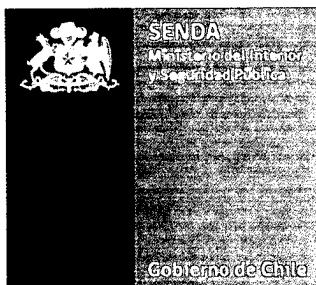 SENDA
Ministerio del Interior
y Seguridad Pública
Gobierno de Chile